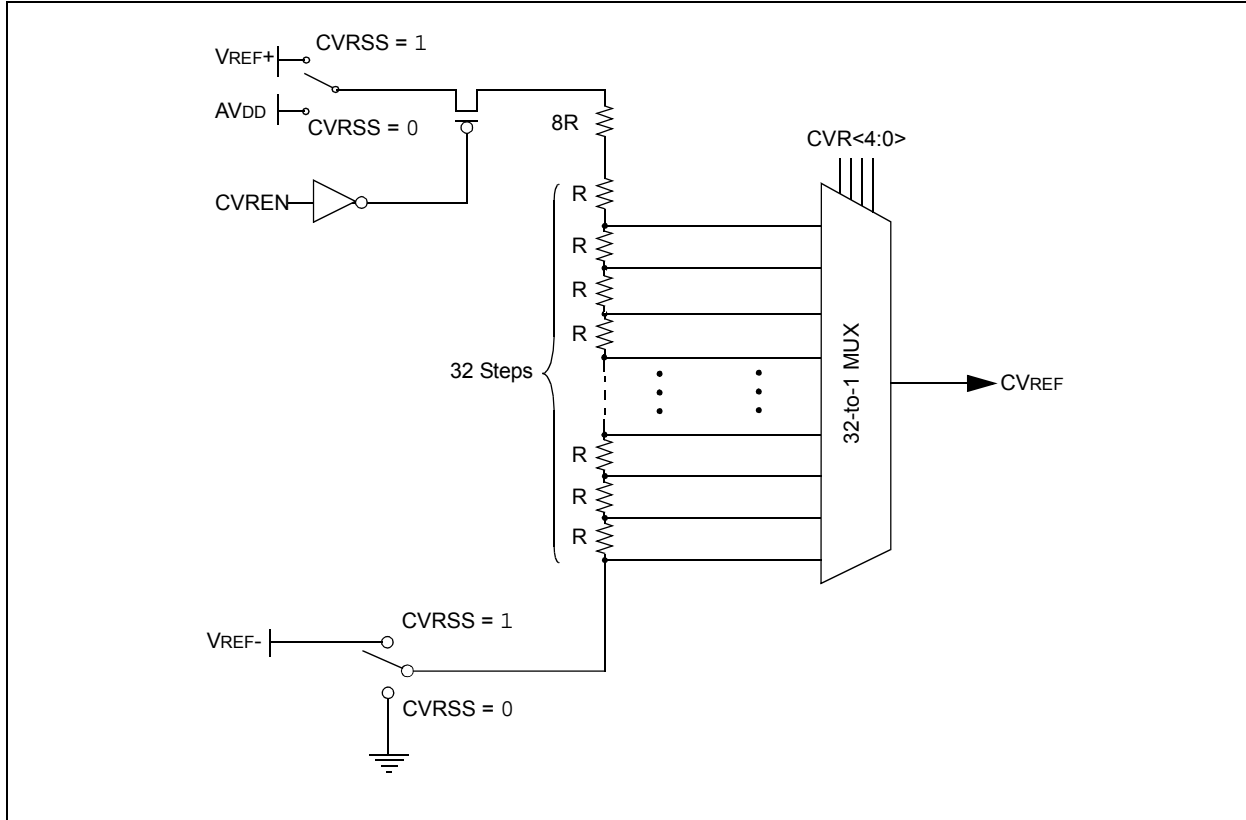 CVRSS = 1
VREF+
AVDD
CVRSS = 0
8R
CVR<4:0>
CVREN
R
R
R
R
32 Steps
32-to-1 MUX
CVREF
R
R
R
CVRSS = 1
VREF-
CVRSS = 0